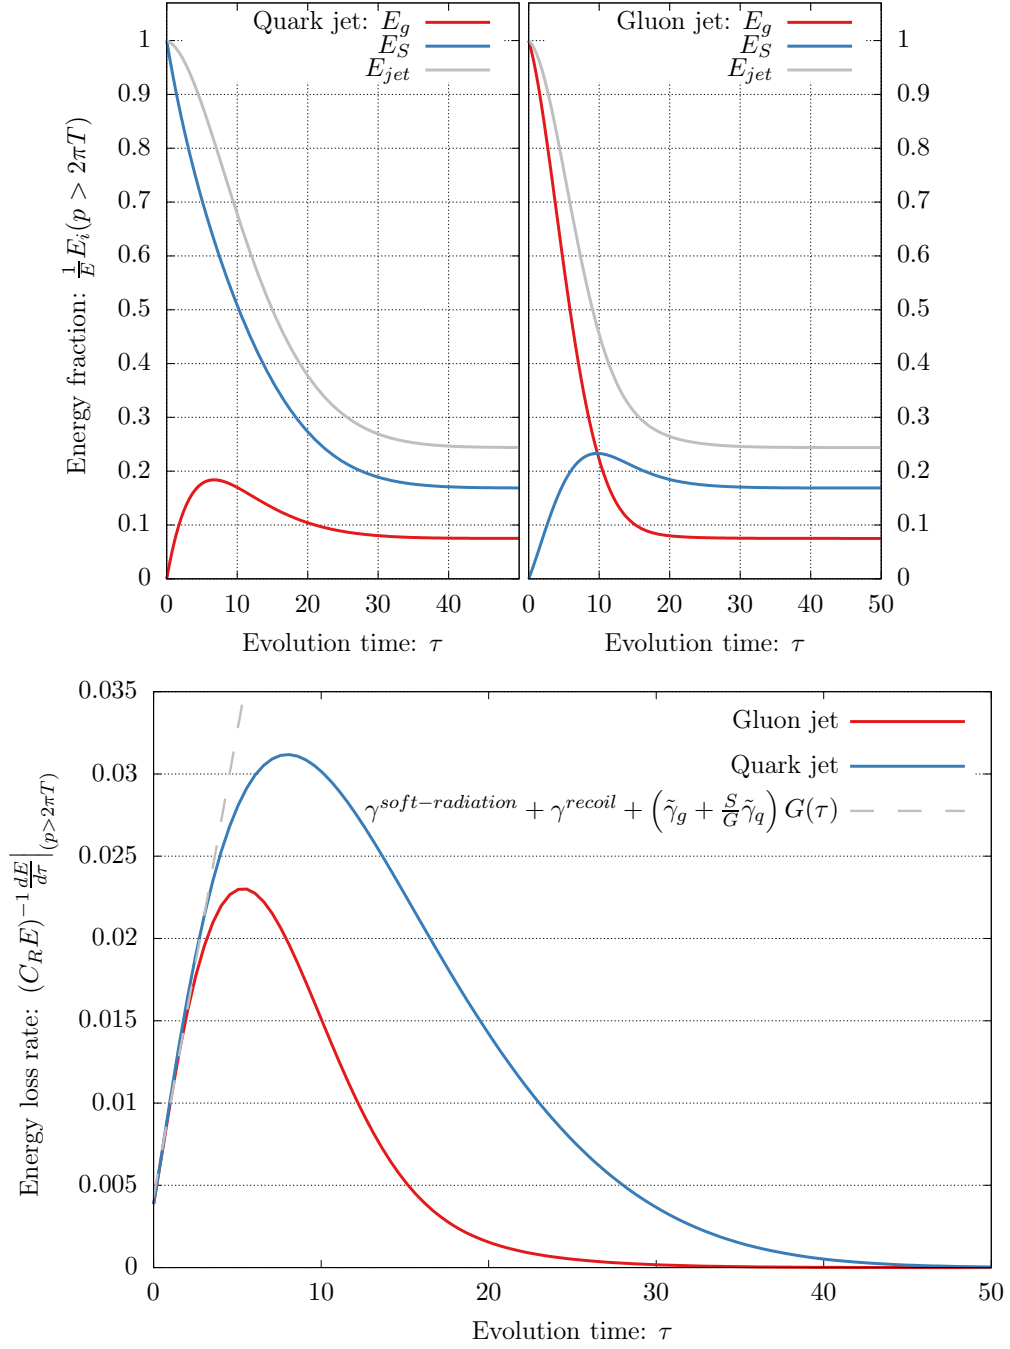 Quark jet: E_g
E_S
E_jet
Gluon jet: E_g
E_S
E_jet
1
0.9
0.8
0.7
0.6
0.5
0.4
0.3
0.2
0.1
0
1
0.9
0.8
0.7
0.6
0.5
0.4
0.3
0.2
0.1
0
Energy fraction: \frac{1}{E} E_i(p > 2πT)
0 10 20 30 40
0 10 20 30 40 50
Evolution time: τ
Evolution time: τ
0.035
0.03
0.025
0.02
0.015
0.01
0.005
0
Gluon jet
Quark jet
γ^{soft−radiation} + γ^{recoil} + (\tilde{γ}_g + \frac{S}{G} \tilde{γ}_q) G(τ)
Energy loss rate: (C_R E)^{−1} \frac{dE}{dτ}|_{(p>2πT)}
0 10 20 30 40 50
Evolution time: τ